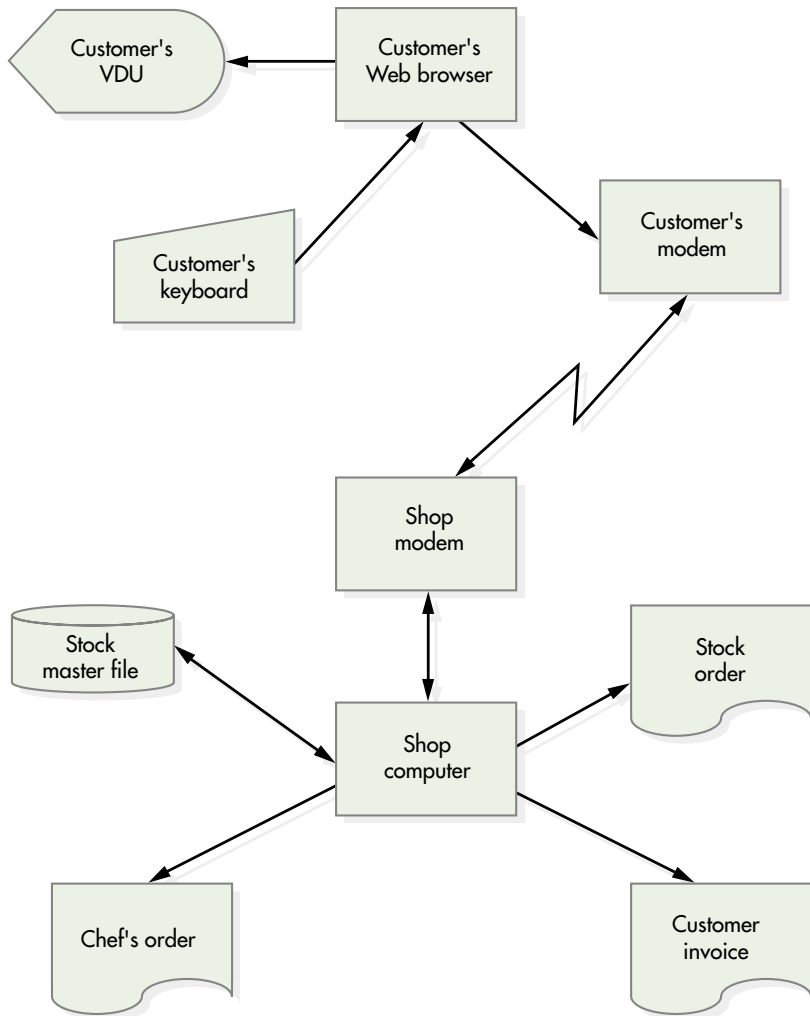 Customer's
VDU
Customer's
Web browser
Customer's
modem
Customer's
keyboard
Shop
modem
Stock
master file
Stock
order
Shop
computer
Chef's order
Customer
invoice